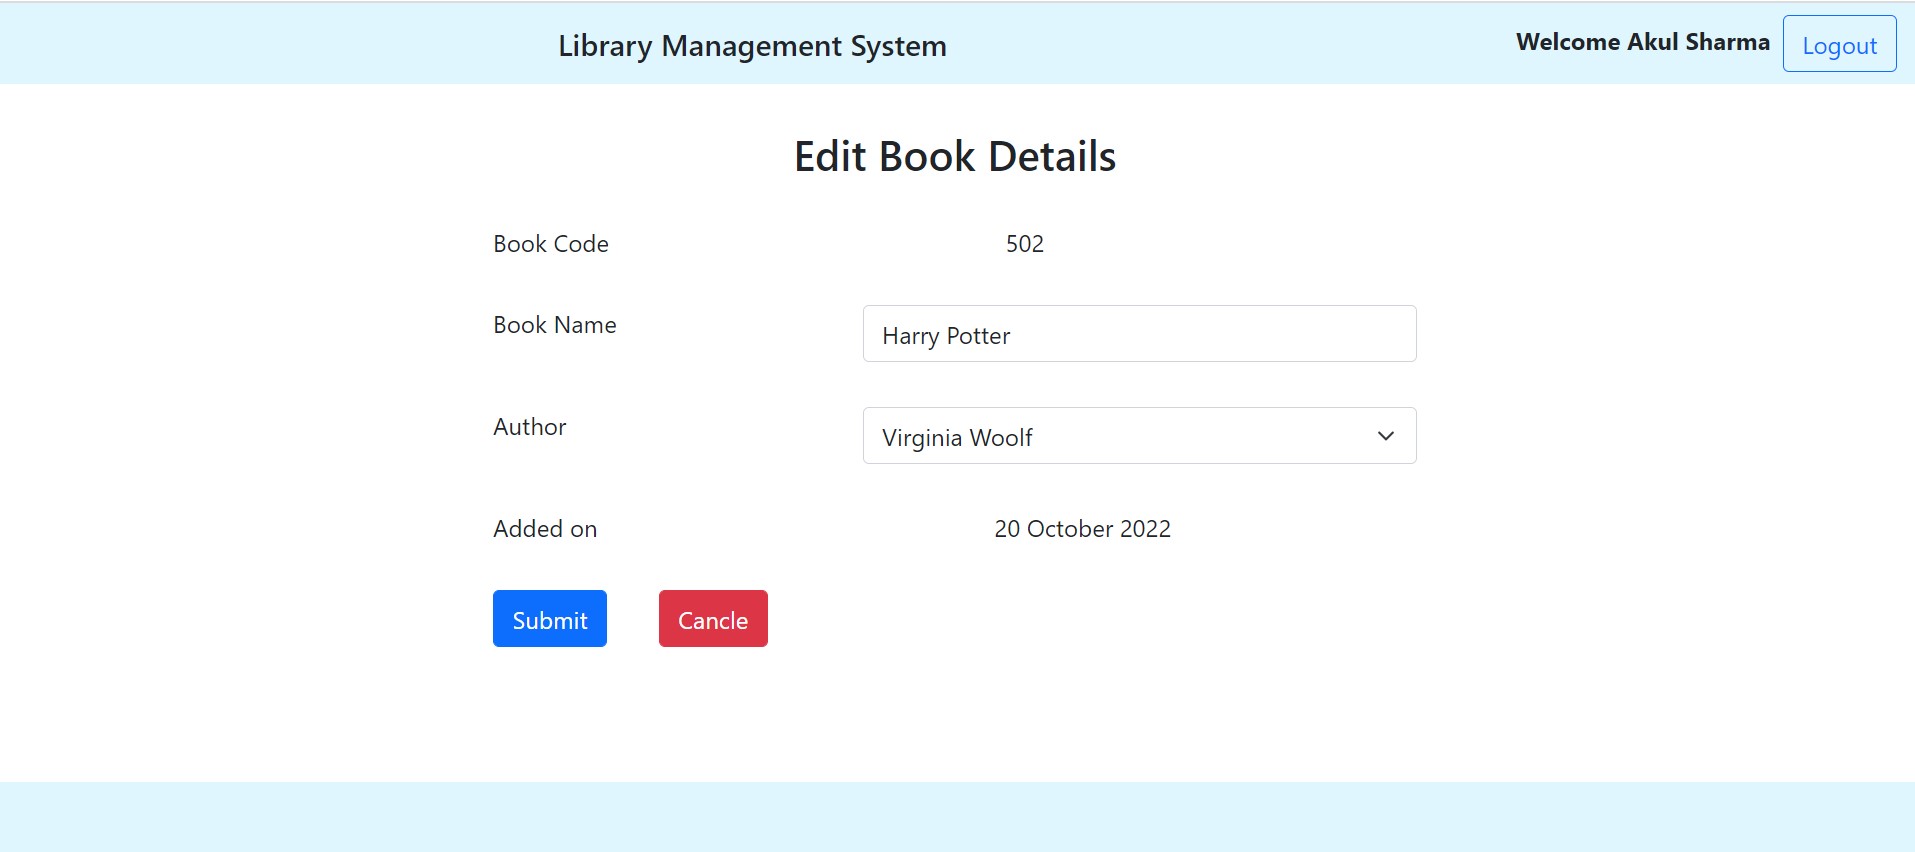 Library Management System
Welcome Akul Sharma
Logout
Edit Book Details
Book Code 502
Book Name Harry Potter
Author Virginia Woolf
Added on 20 October 2022
Submit Cancle